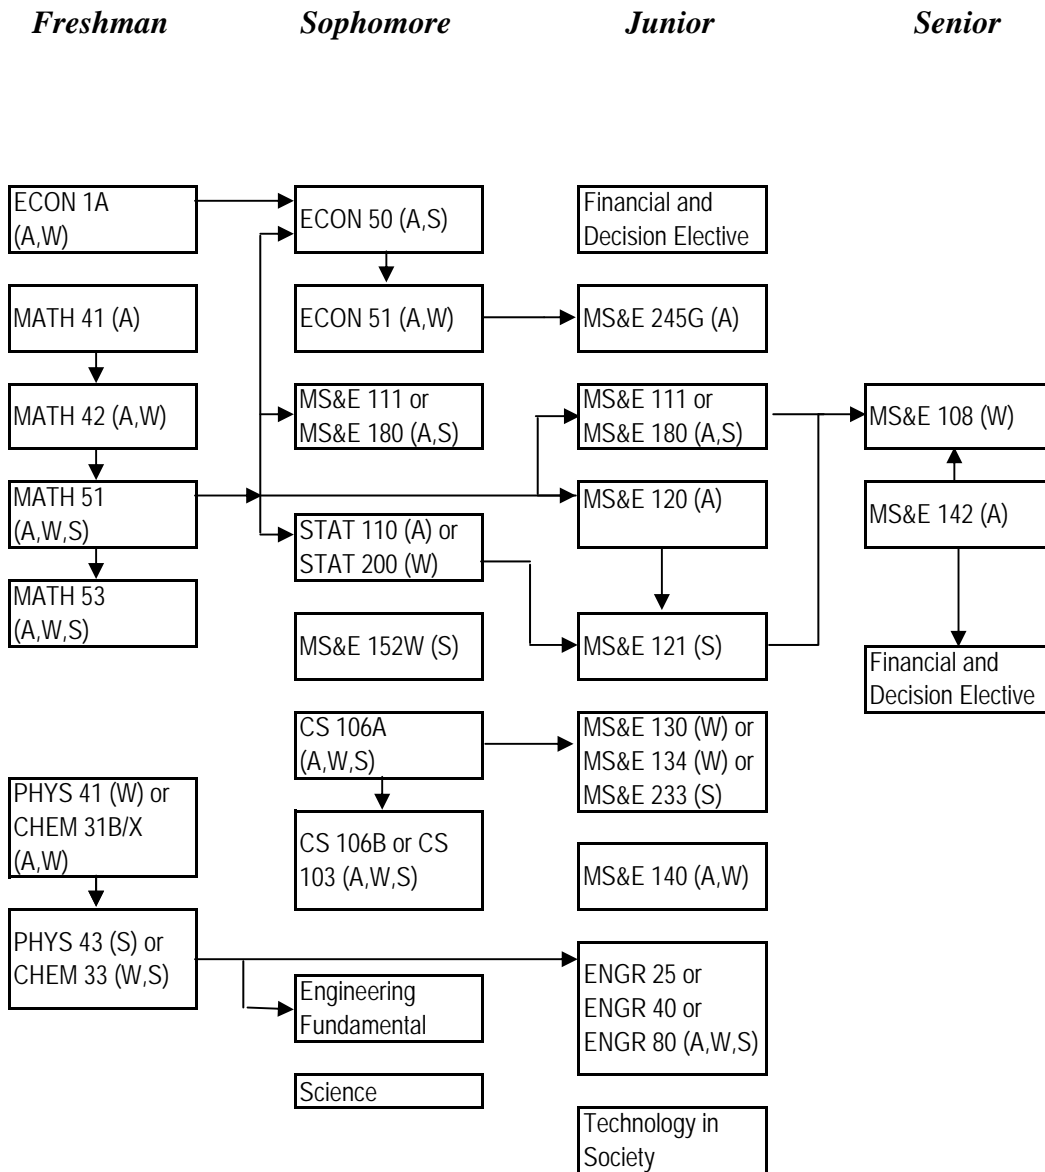 Freshman
Sophomore
Junior
Senior
ECON 1A
(A,W)
MATH 41 (A)
MATH 42 (A,W)
MATH 51
(A,W,S)
MATH 53
(A,W,S)
PHYS 41 (W) or
CHEM 31B/X
(A,W)
PHYS 43 (S) or
CHEM 33 (W,S)
ECON 50 (A,S)
ECON 51 (A,W)
MS&E 111 or
MS&E 180 (A,S)
STAT 110 (A) or
STAT 200 (W)
MS&E 152W (S)
CS 106A
(A,W,S)
CS 106B or CS
103 (A,W,S)
Engineering
Fundamental
Science
Financial and
Decision Elective
MS&E 245G (A)
MS&E 111 or
MS&E 180 (A,S)
MS&E 120 (A)
MS&E 121 (S)
MS&E 130 (W) or
MS&E 134 (W) or
MS&E 233 (S)
MS&E 140 (A,W)
ENGR 25 or
ENGR 40 or
ENGR 80 (A,W,S)
Technology in
Society
MS&E 108 (W)
MS&E 142 (A)
Financial and
Decision Elective